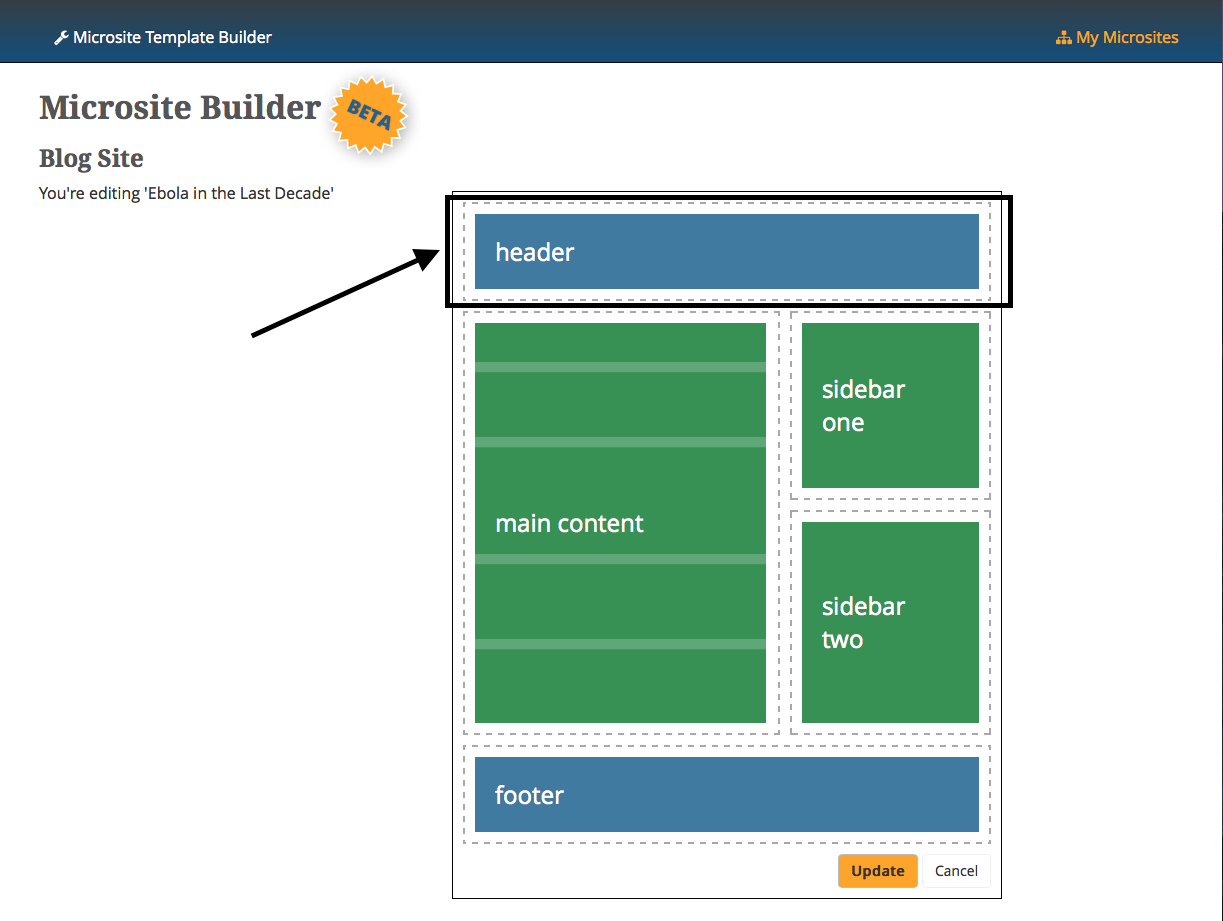 Microsite Template Builder
My Microsites
Microsite Builder
BETA
Blog Site
You're editing 'Ebola in the Last Decade'
header
main content
sidebar
one
sidebar
two
footer
Update
Cancel